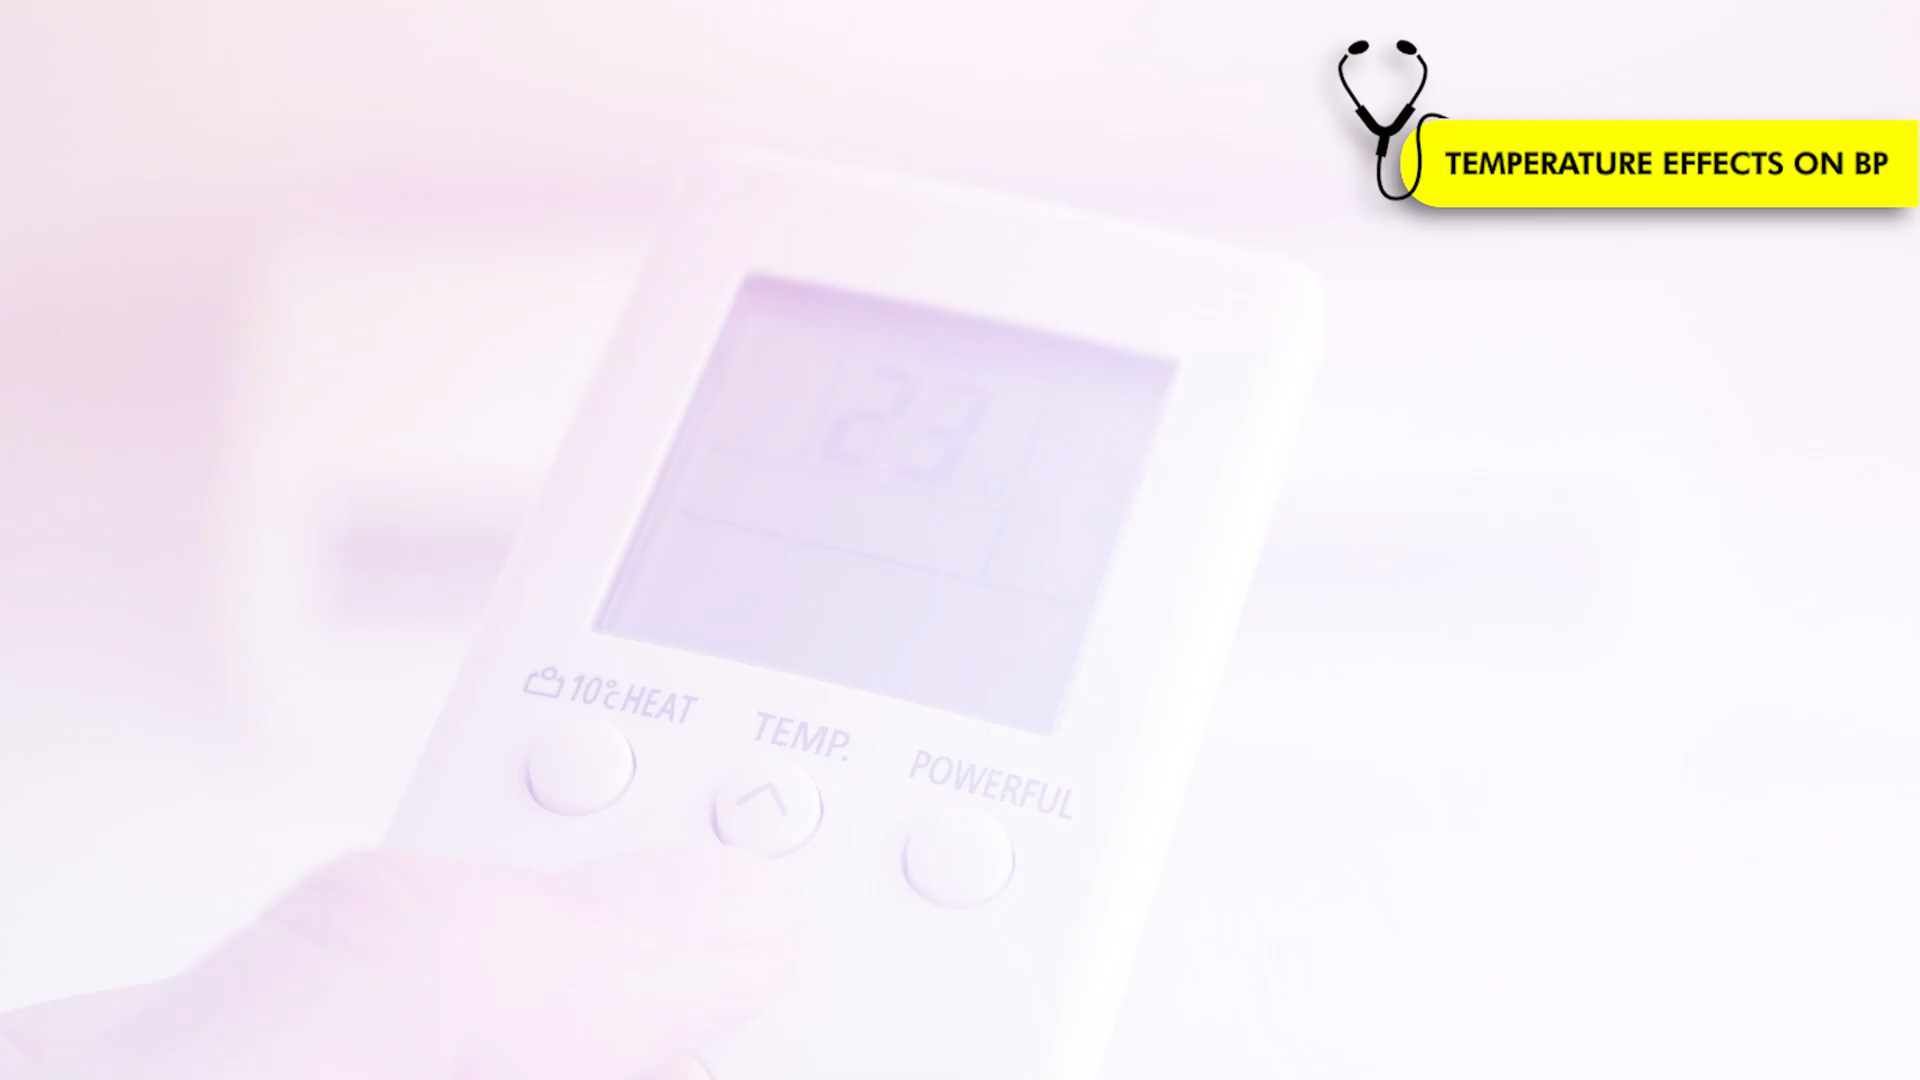 TEMPERATURE EFFECTS ON BP
23°C
10°C HEAT
TEMP.
POWERFUL